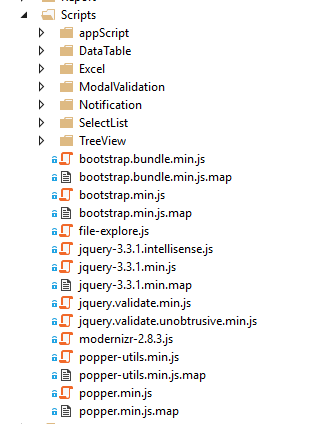 Scripts
appScript
DataTable
Excel
ModalValidation
Notification
SelectList
TreeView
bootstrap.bundle.min.js
bootstrap.bundle.min.js.map
bootstrap.min.js
bootstrap.min.js.map
file-explore.js
jquery-3.3.1.intellisense.js
jquery-3.3.1.min.js
jquery-3.3.1.min.map
jquery.validate.min.js
jquery.validate.unobtrusive.min.js
modernizr-2.8.3.js
popper-utils.min.js
popper-utils.min.js.map
popper.min.js
popper.min.js.map